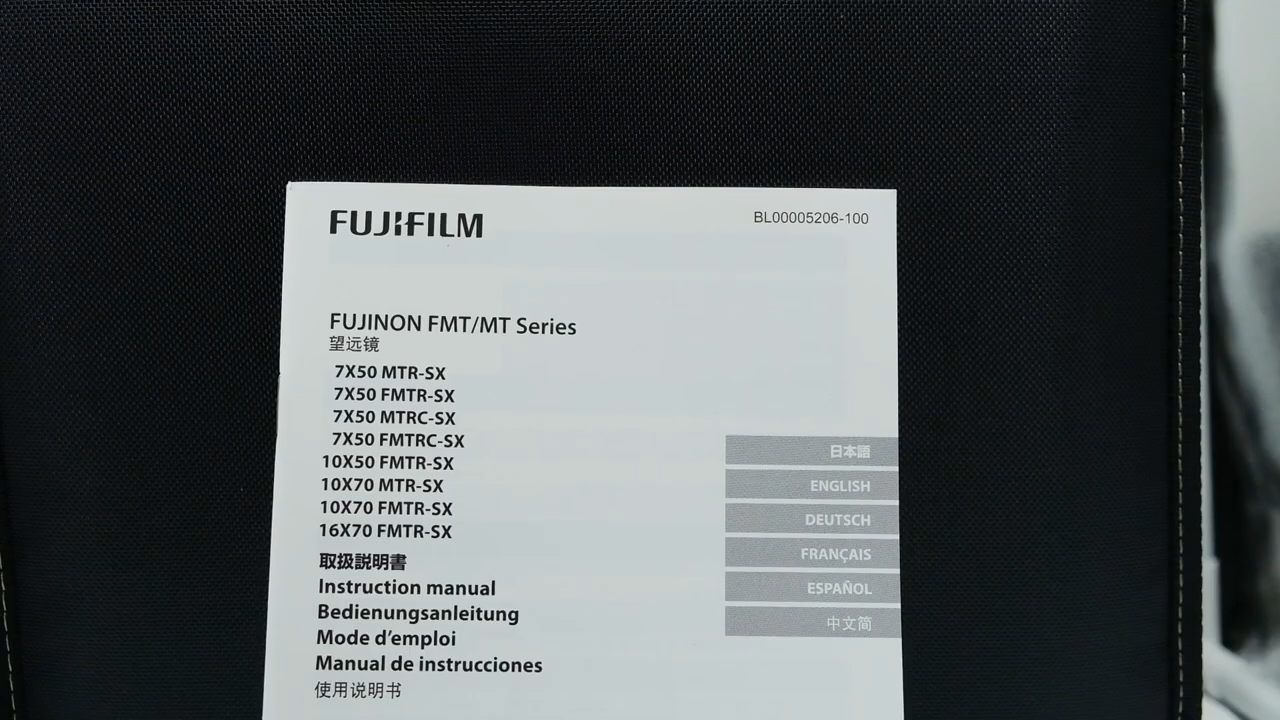 FUJIFILM
BL00005206-100
FUJINON FMT/MT Series
望远镜
7X50 MTR-SX
7X50 FMTR-SX
7X50 MTRC-SX
7X50 FMTRC-SX
10X50 FMTR-SX
10X70 MTR-SX
10X70 FMTR-SX
16X70 FMTR-SX
取扱説明書
Instruction manual
Bedienungsanleitung
Mode d'emploi
Manual de instrucciones
使用说明书
日本語
ENGLISH
DEUTSCH
FRANÇAIS
ESPAÑOL
中文简